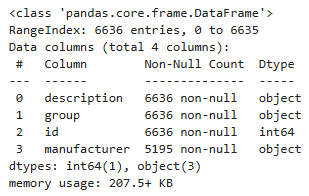 <class 'pandas.core.frame.DataFrame'>
RangeIndex: 6636 entries, 0 to 6635
Data columns (total 4 columns):
 #   Column        Non-Null Count  Dtype
---  ------        --------------  -----
 0   description   6636 non-null   object
 1   group         6636 non-null   object
 2   id            6636 non-null   int64
 3   manufacturer  5195 non-null   object
dtypes: int64(1), object(3)
memory usage: 207.5+ KB